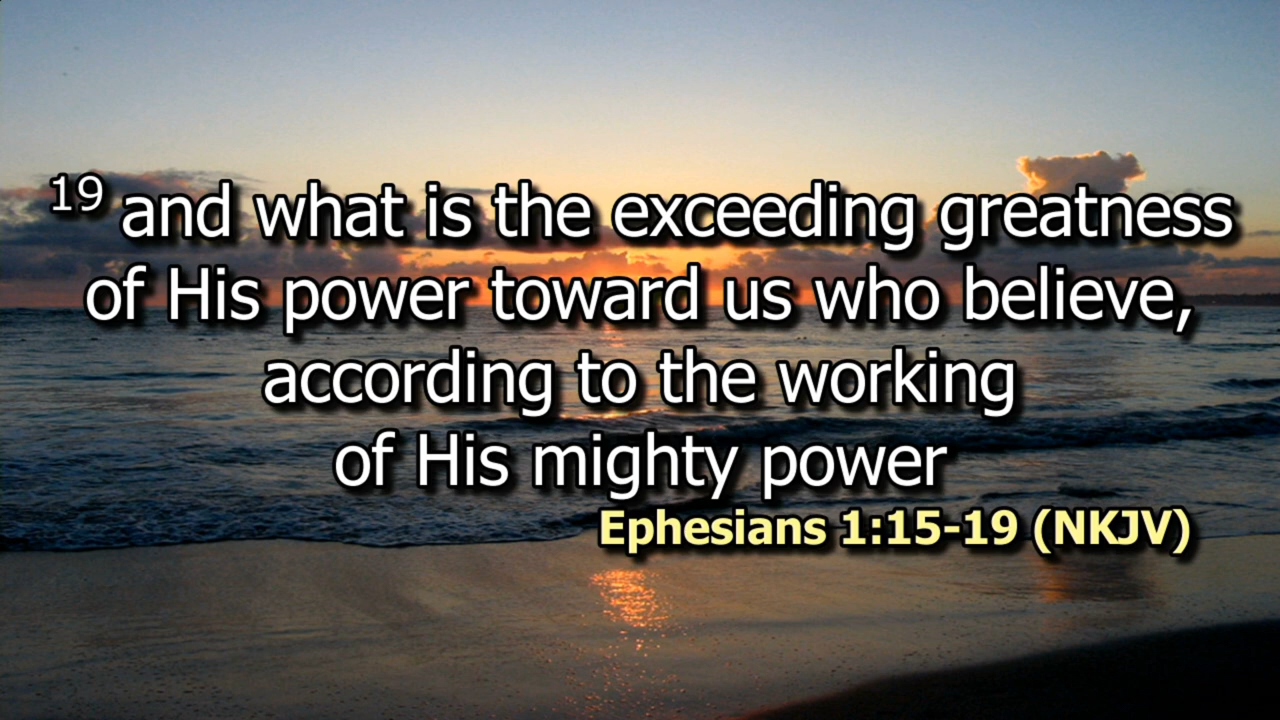 19 and what is the exceeding greatness
of His power toward us who believe,
according to the working
of His mighty power
Ephesians 1:15-19 (NKJV)